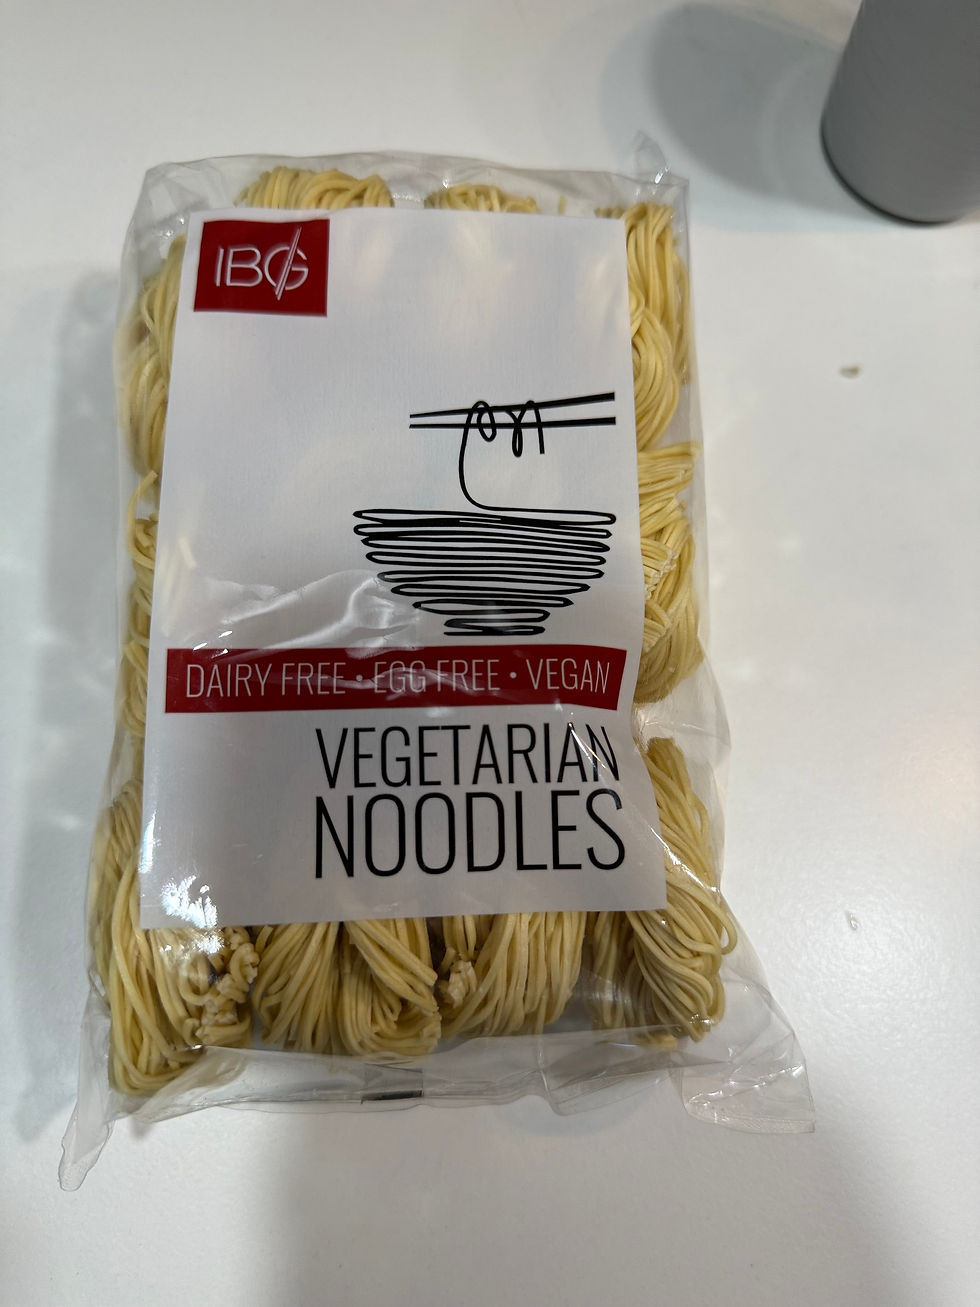 IBG
DAIRY FREE • EGG FREE • VEGAN
VEGETARIAN
NOODLES